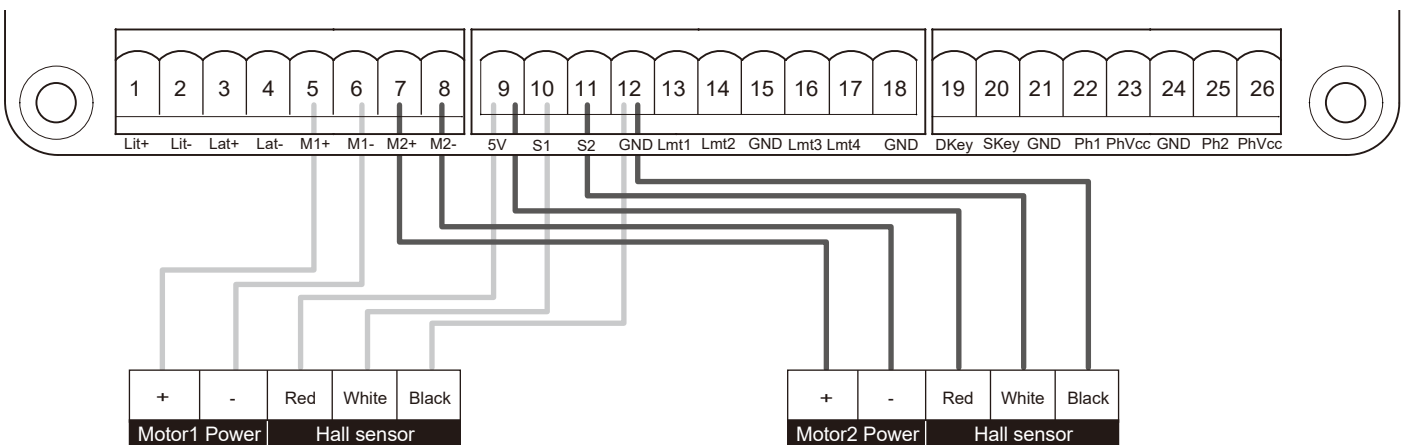 1 2 3 4 5 6 7 8 9 10 11 12 13 14 15 16 17 18 19 20 21 22 23 24 25 26
Lit+ Lit- Lat+ Lat- M1+ M1- M2+ M2- 5V S1 S2 GND Lmt1 Lmt2 GND Lmt3 Lmt4 GND DKey SKey GND Ph1 PhVcc GND Ph2 PhVcc
+ - Red White Black + - Red White Black
Motor1 Power Hall sensor Motor2 Power Hall sensor